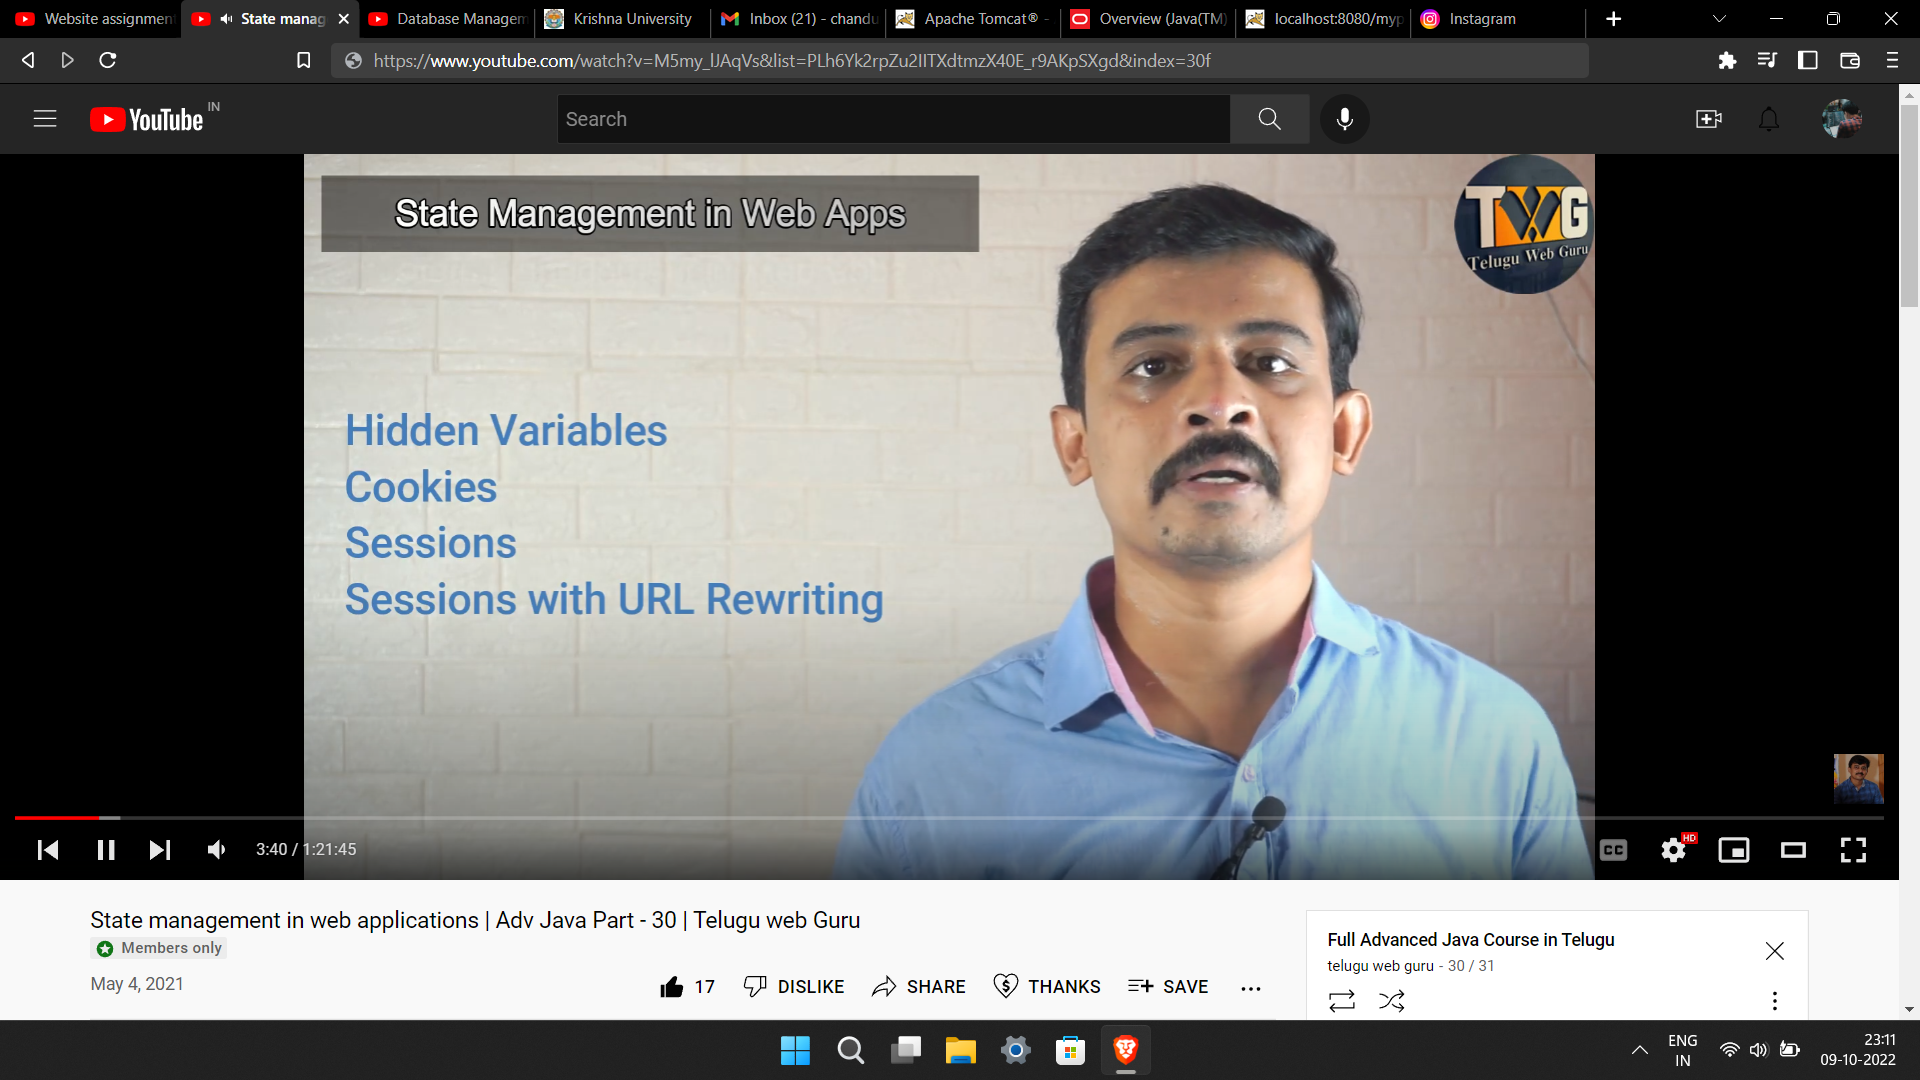 Website assignment
State manag
Database Managem
Krishna University
Inbox (21) - chandu
Apache Tomcat® -
Overview (Java(TM)
localhost:8080/myp
Instagram
https://www.youtube.com/watch?v=M5my_lJAqVs&list=PLh6Yk2rpZu2IITXdtmzX40E_r9AKpSXgd&index=30f
YouTube IN
Search
State Management in Web Apps
TWG
Telugu Web Guru
Hidden Variables
Cookies
Sessions
Sessions with URL Rewriting
3:40 / 1:21:45
CC
HD
State management in web applications | Adv Java Part - 30 | Telugu web Guru
Members only
May 4, 2021
17 DISLIKE SHARE THANKS SAVE
Full Advanced Java Course in Telugu
telugu web guru - 30 / 31
ENG
IN
23:11
09-10-2022